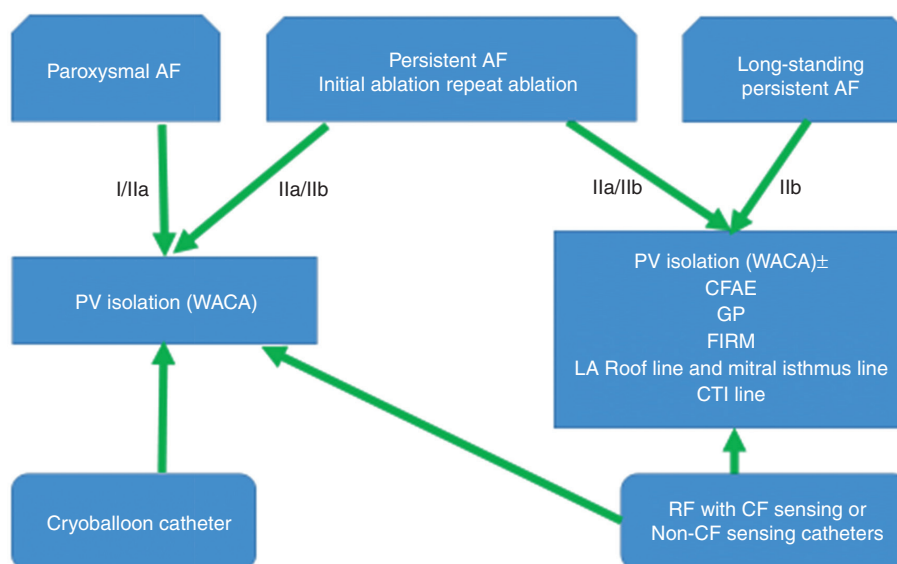 Paroxysmal AF
Persistent AF
Initial ablation repeat ablation
Long-standing
persistent AF
I/IIa
IIa/IIb
IIa/IIb
IIb
PV isolation (WACA)
PV isolation (WACA)±
CFAE
GP
FIRM
LA Roof line and mitral isthmus line
CTI line
Cryoballoon catheter
RF with CF sensing or
Non-CF sensing catheters